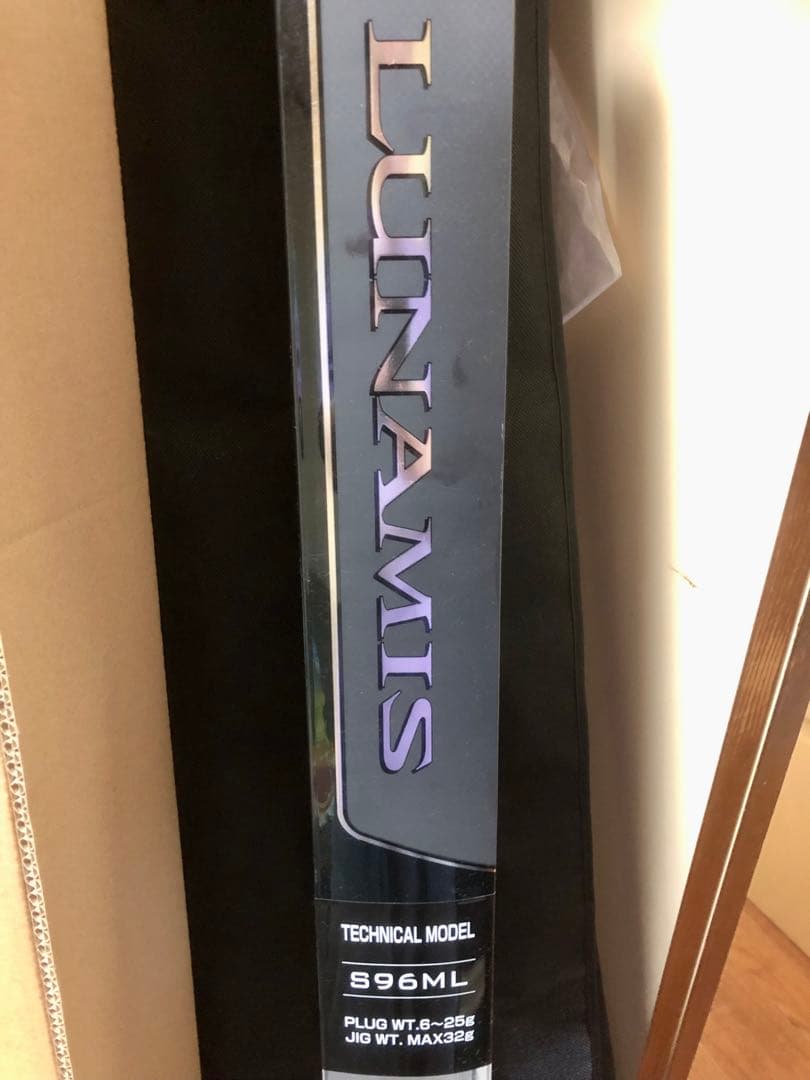 LUNAMIS
TECHNICAL MODEL
S96ML
PLUG WT.6~25g
JIG WT. MAX32g